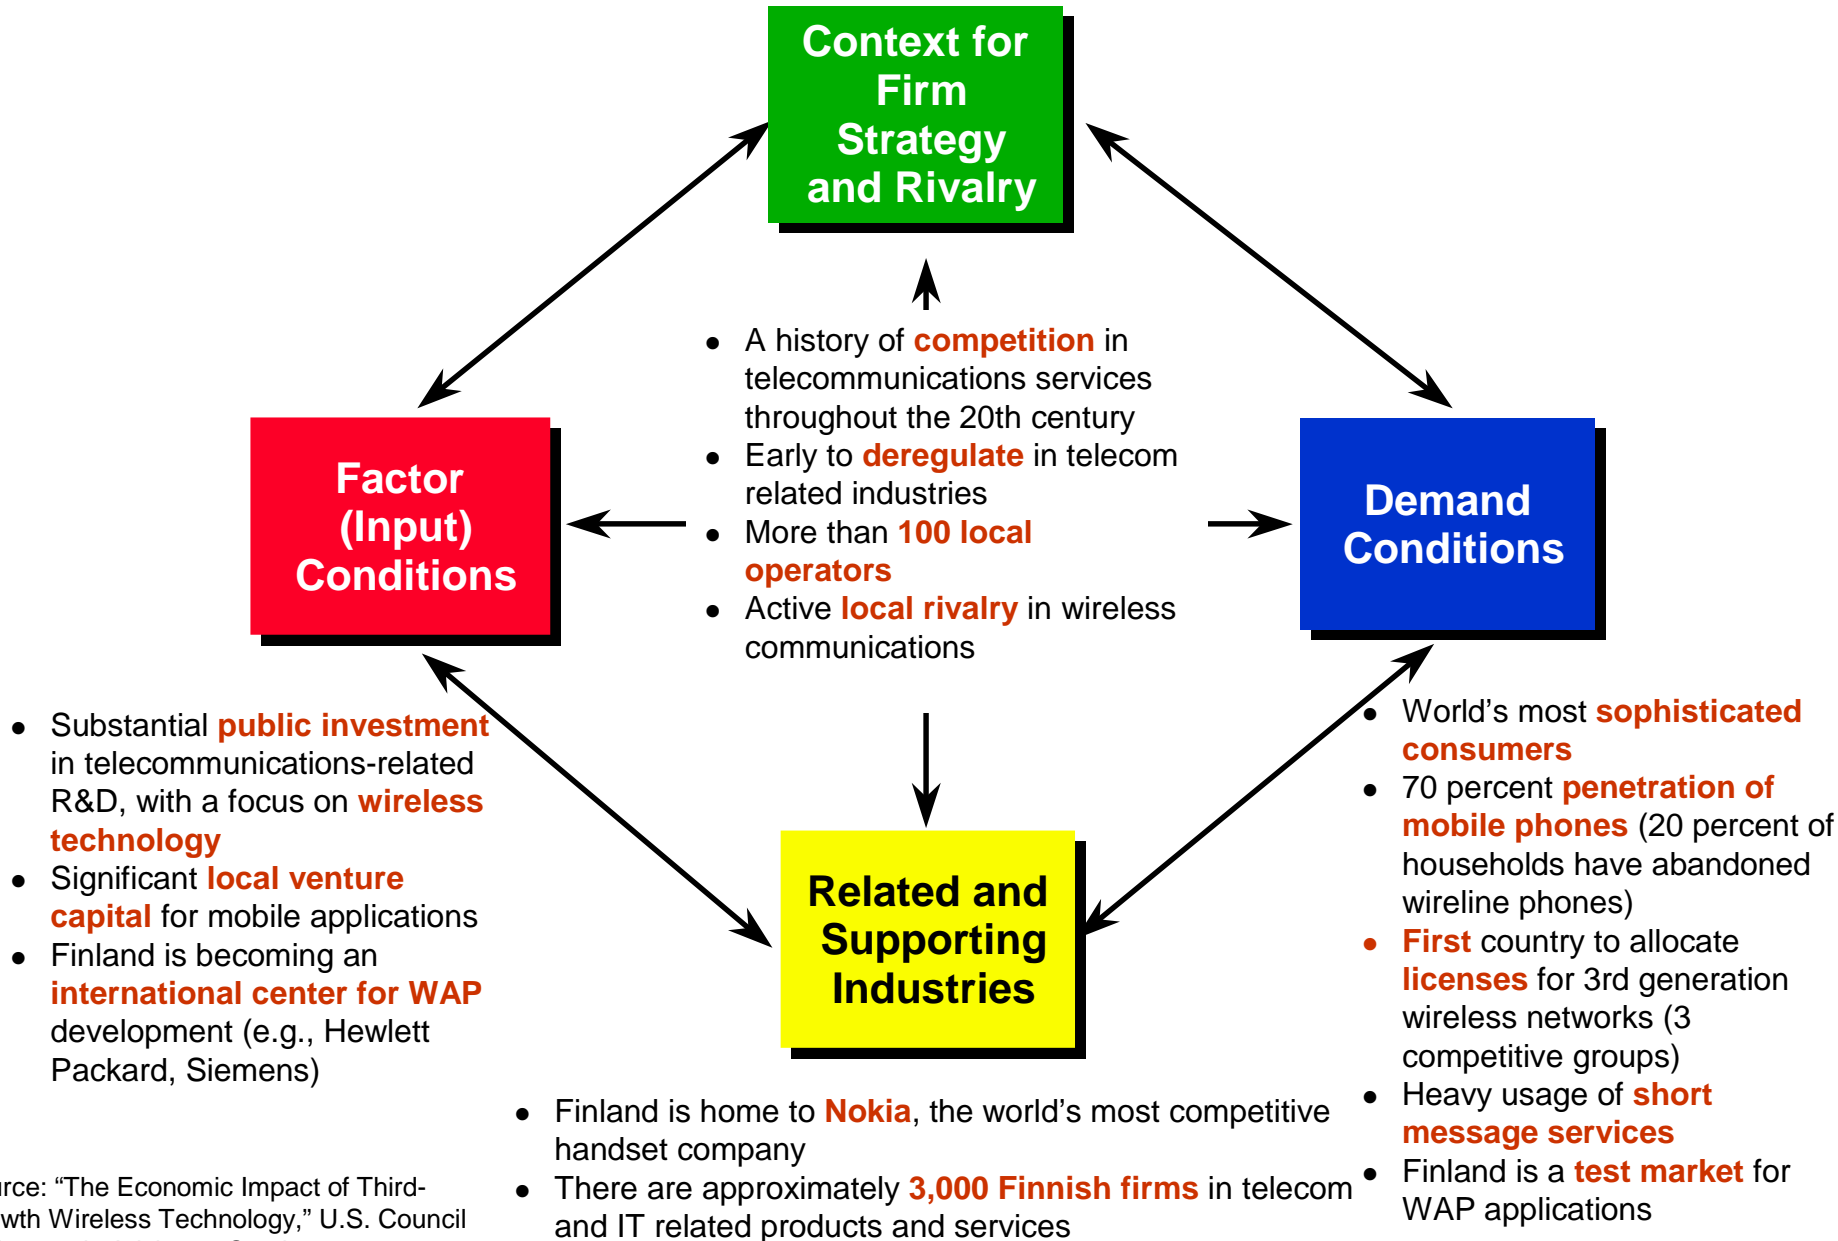 Context for
Firm
Strategy
and Rivalry
● A history of competition in
telecommunications services
throughout the 20th century
● Early to deregulate in telecom
related industries
● More than 100 local
operators
● Active local rivalry in wireless
communications
Factor
(Input)
Conditions
Demand
Conditions
● Substantial public investment
in telecommunications-related
R&D, with a focus on wireless
technology
● Significant local venture
capital for mobile applications
● Finland is becoming an
international center for WAP
development (e.g., Hewlett
Packard, Siemens)
Related and
Supporting
Industries
● World’s most sophisticated
consumers
● 70 percent penetration of
mobile phones (20 percent of
households have abandoned
wireline phones)
● First country to allocate
licenses for 3rd generation
wireless networks (3
competitive groups)
● Heavy usage of short
message services
● Finland is a test market for
WAP applications
● Finland is home to Nokia, the world’s most competitive
handset company
● There are approximately 3,000 Finnish firms in telecom
and IT related products and services
urce: “The Economic Impact of Third-
wth Wireless Technology,” U.S. Council